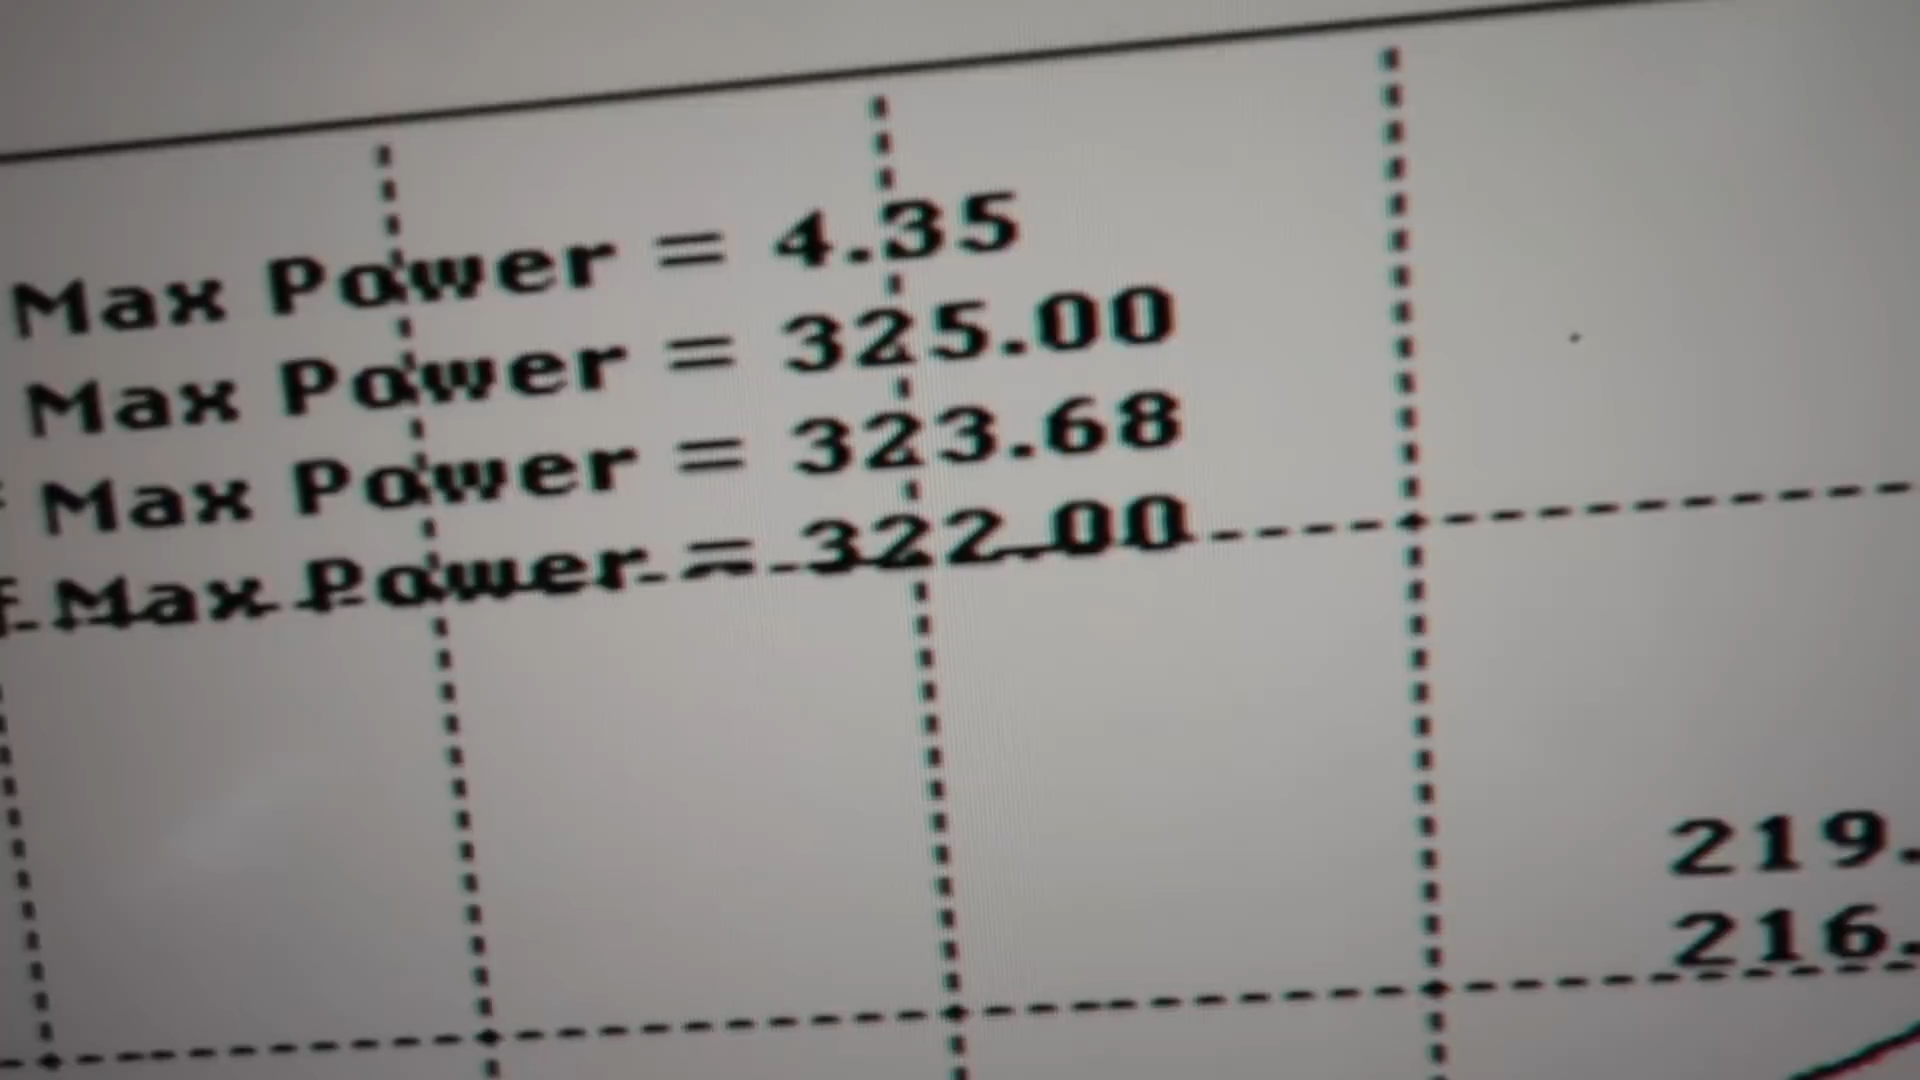 Max Power = 4.35
Max Power = 325.00
Max Power = 323.68
f Max Power = 322.00
219.
216.